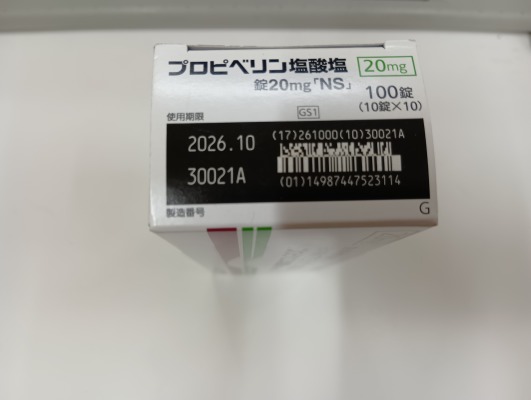 プロピベリン塩酸塩 20mg
錠20mg「NS」
100錠
(10錠×10)
使用期限
GS1
2026.10
(17)261000(10)30021A
30021A
(01)14987447523114
製造番号
G